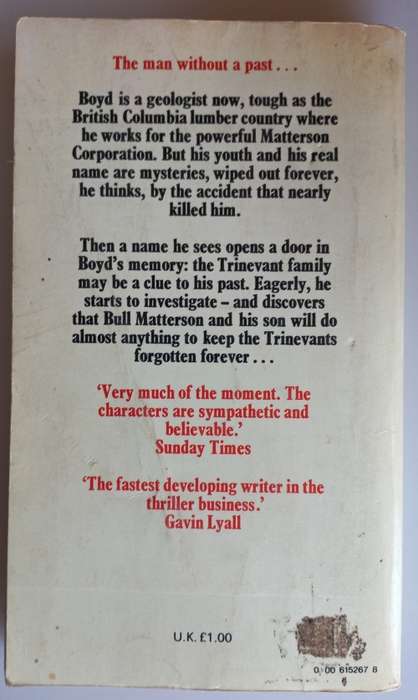 The man without a past...
Boyd is a geologist now, tough as the
British Columbia lumber country where
he works for the powerful Matterson
Corporation. But his youth and his real
name are mysteries, wiped out forever,
he thinks, by the accident that nearly
killed him.
Then a name he sees opens a door in
Boyd's memory: the Trinevant family
may be a clue to his past. Eagerly, he
starts to investigate – and discovers
that Bull Matterson and his son will do
almost anything to keep the Trinevants
forgotten forever...
‘Very much of the moment. The
characters are sympathetic and
believable.’
Sunday Times
‘The fastest developing writer in the
thriller business.’
Gavin Lyall
U.K. £1.00
0 00 615267 8